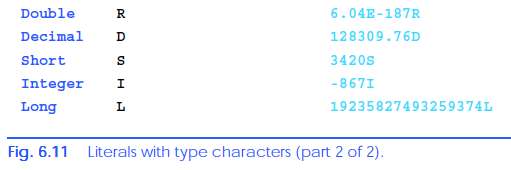 Double R 6.04E-187R
Decimal D 128309.76D
Short S 3420S
Integer I -867I
Long L 19235827493259374L
Fig. 6.11 Literals with type characters (part 2 of 2).